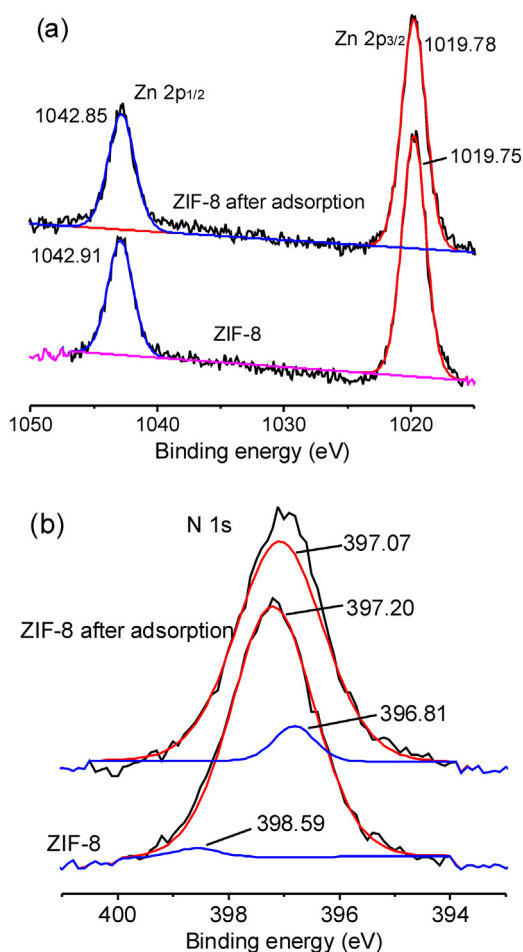 (a)
Zn 2p3/2
1019.78
Zn 2p1/2
1042.85
1019.75
ZIF-8 after adsorption
1042.91
ZIF-8
1050 1040 1030 1020
Binding energy (eV)
(b)
N 1s
397.07
397.20
ZIF-8 after adsorption
396.81
398.59
ZIF-8
400 398 396 394
Binding energy (eV)